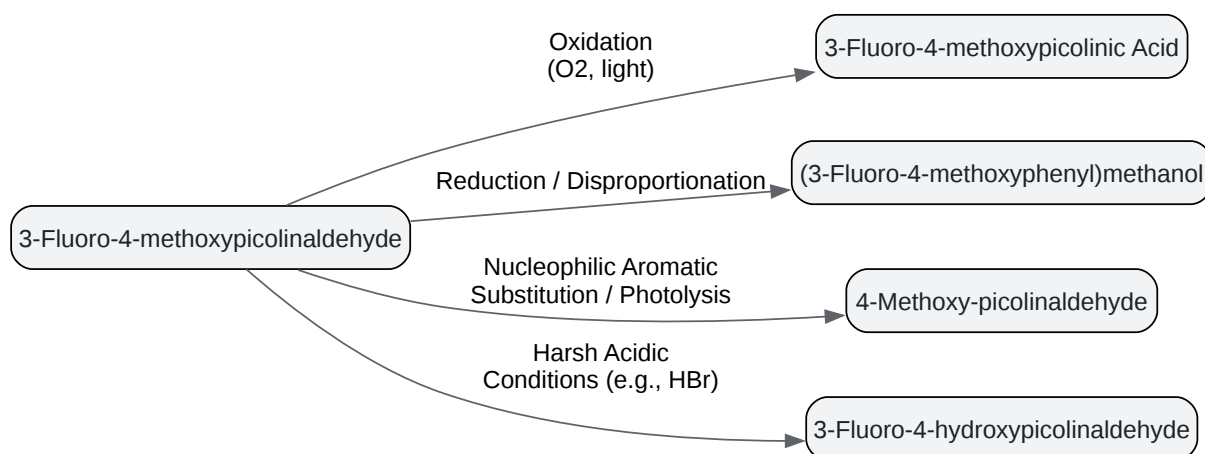 Oxidation
(O2, light)
3-Fluoro-4-methoxypicolinic Acid
Reduction / Disproportionation
(3-Fluoro-4-methoxyphenyl)methanol
3-Fluoro-4-methoxypicolinaldehyde
Nucleophilic Aromatic
Substitution / Photolysis
4-Methoxy-picolinaldehyde
Harsh Acidic
Conditions (e.g., HBr)
3-Fluoro-4-hydroxypicolinaldehyde